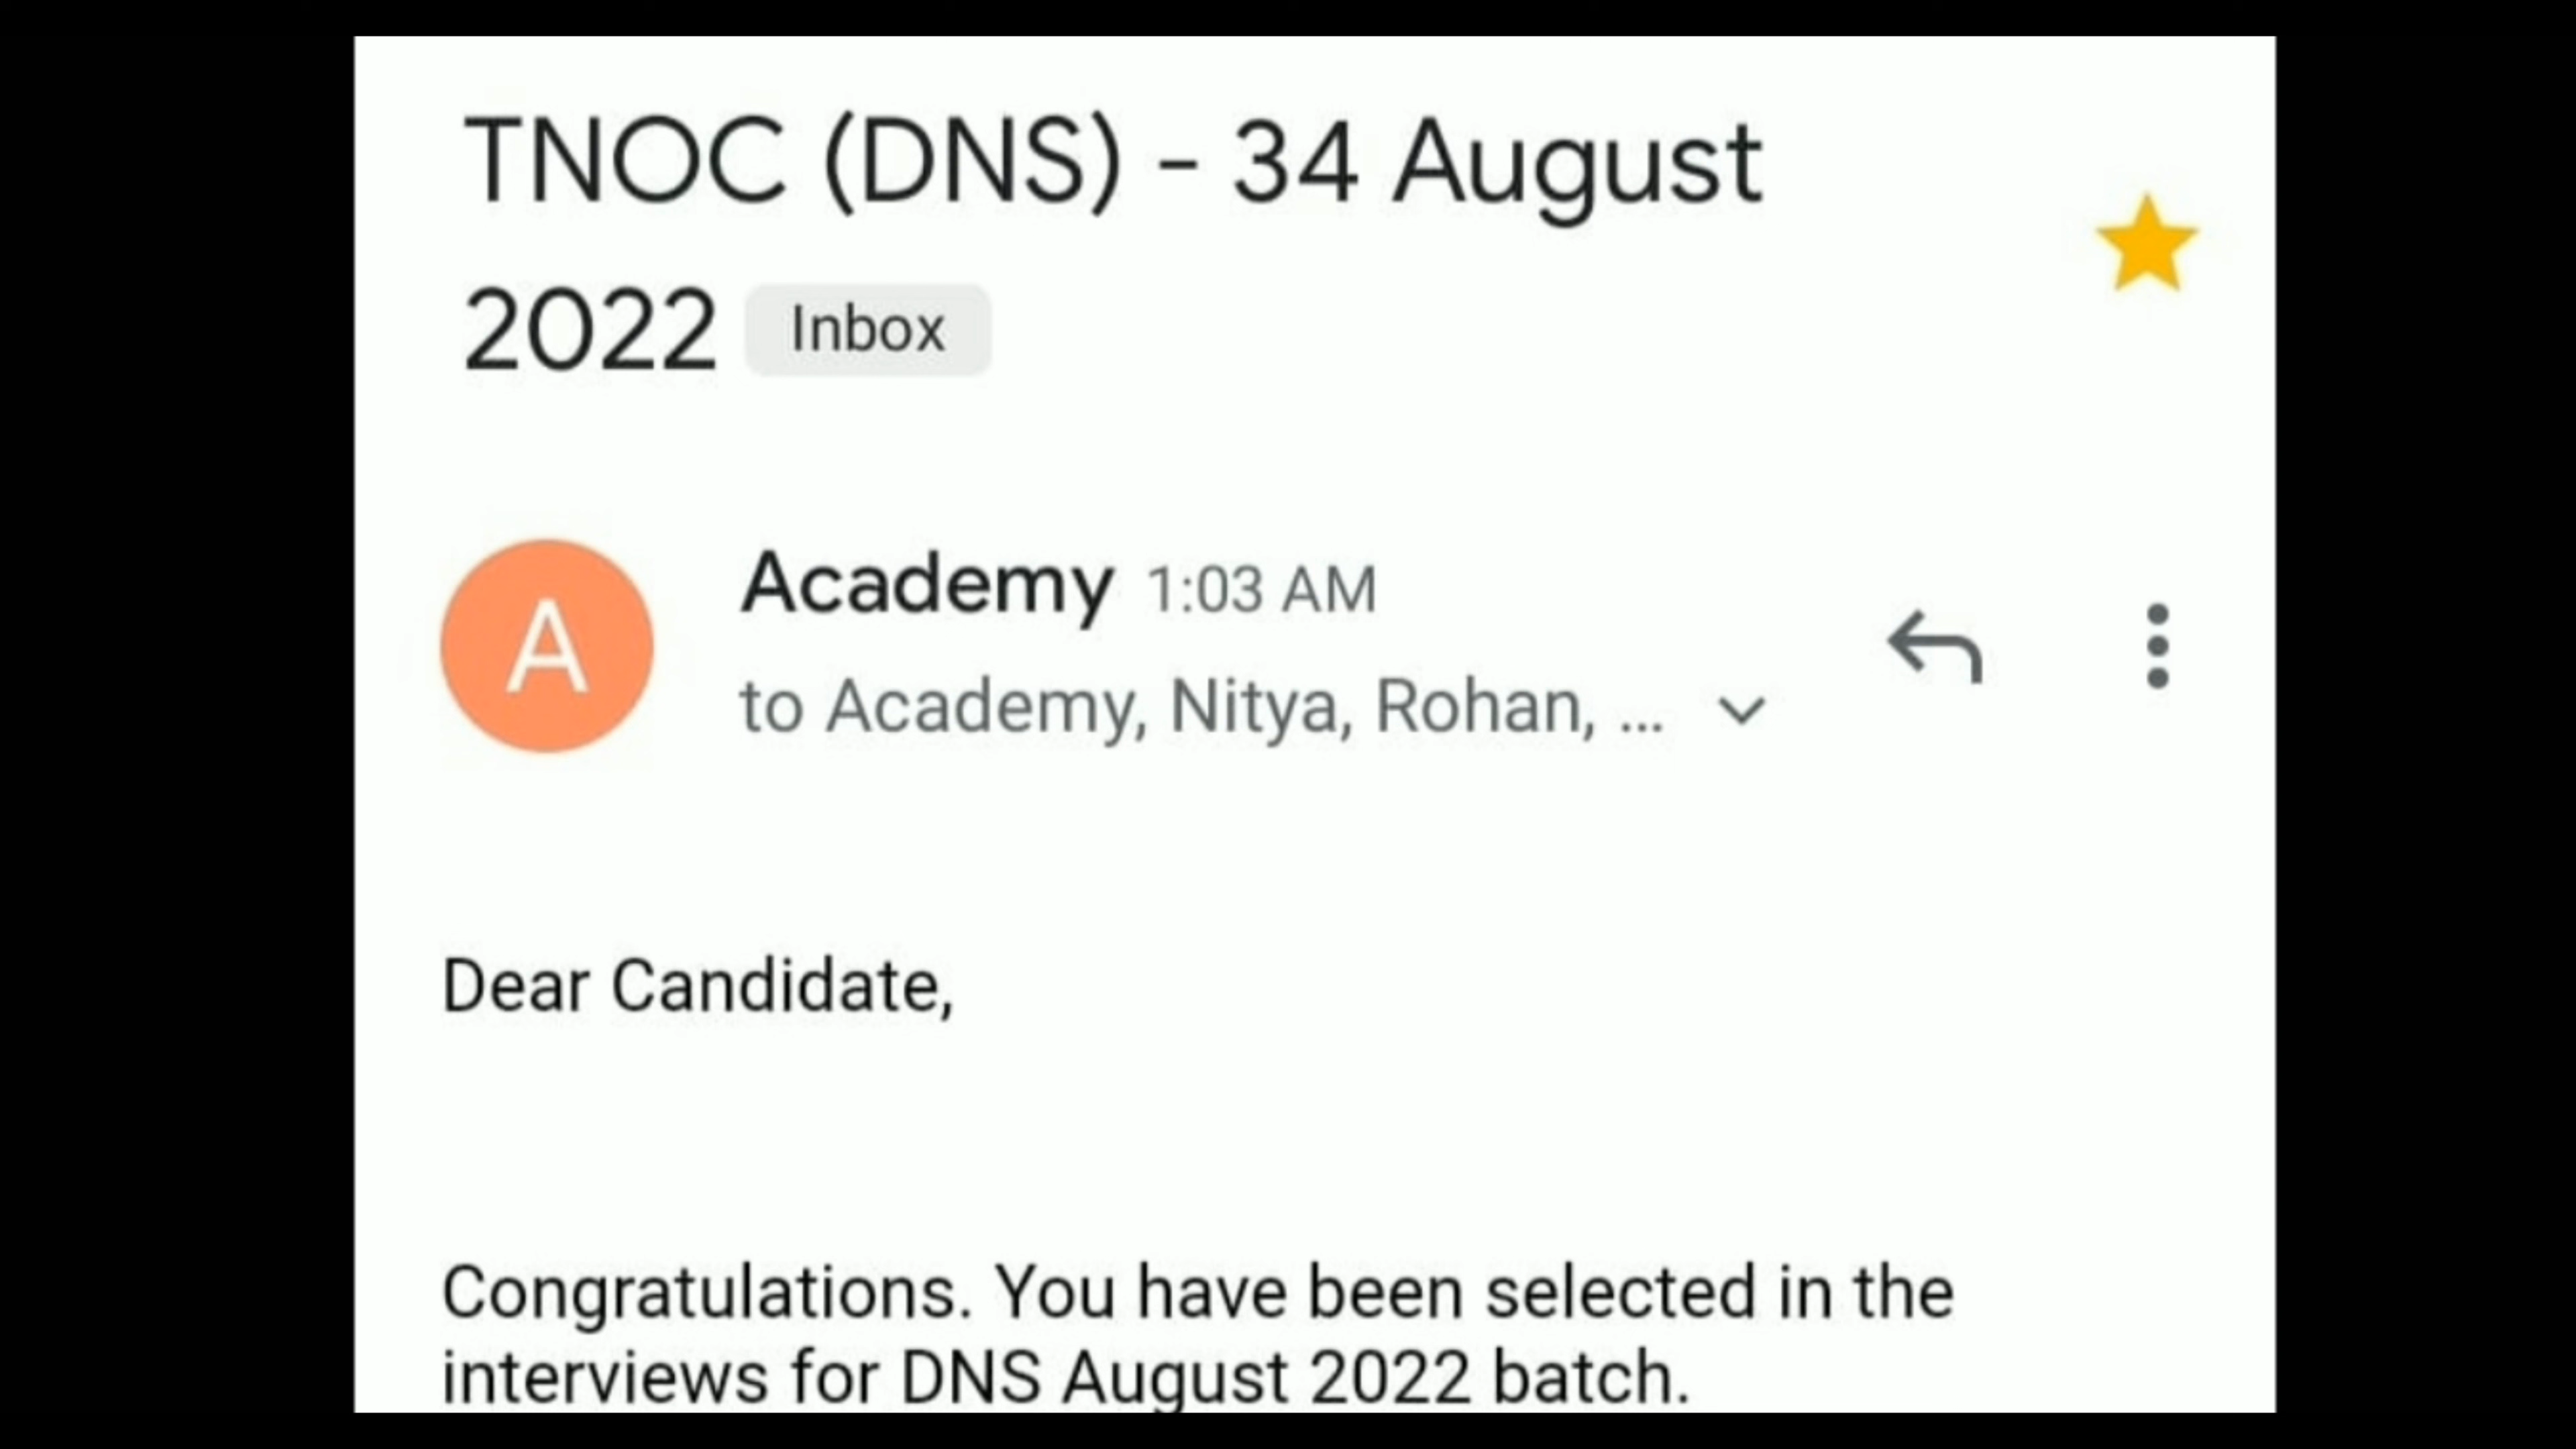 TNOC (DNS) - 34 August
2022 Inbox
A
Academy 1:03 AM
to Academy, Nitya, Rohan, ...
Dear Candidate,
Congratulations. You have been selected in the
interviews for DNS August 2022 batch.